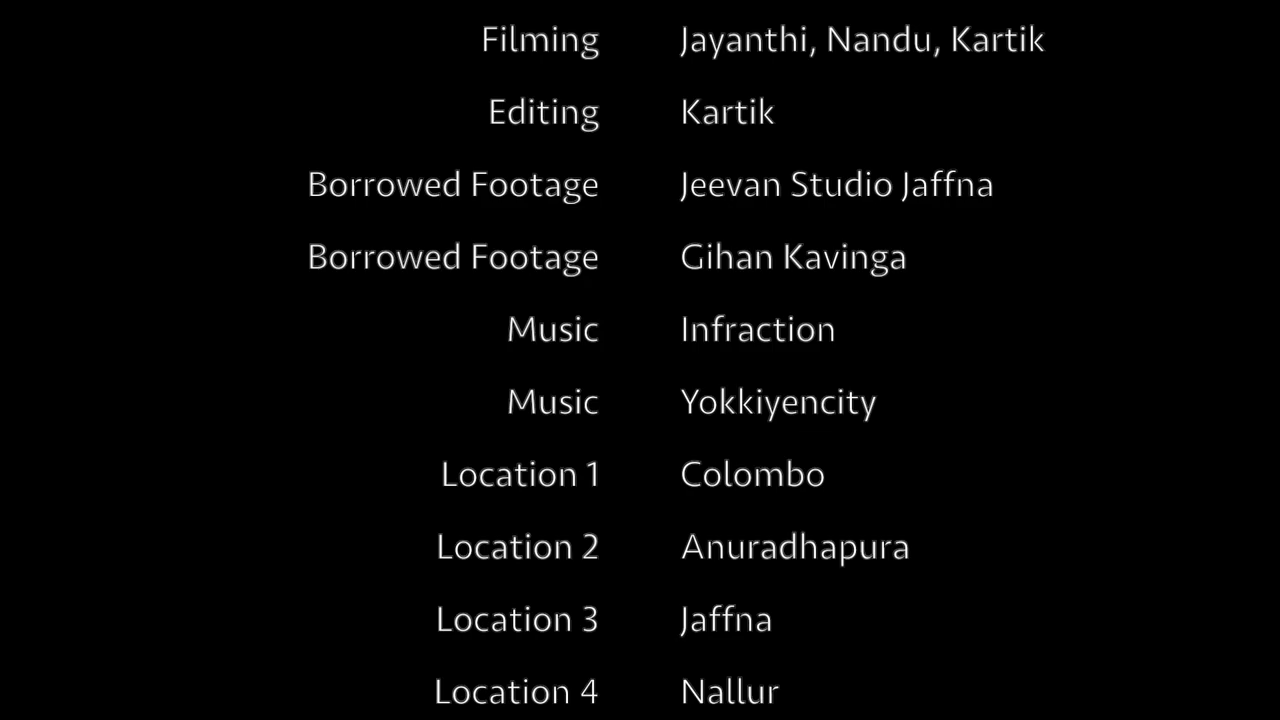 Filming Jayanthi, Nandu, Kartik
Editing Kartik
Borrowed Footage Jeevan Studio Jaffna
Borrowed Footage Gihan Kavinga
Music Infraction
Music Yokkiyencity
Location 1 Colombo
Location 2 Anuradhapura
Location 3 Jaffna
Location 4 Nallur